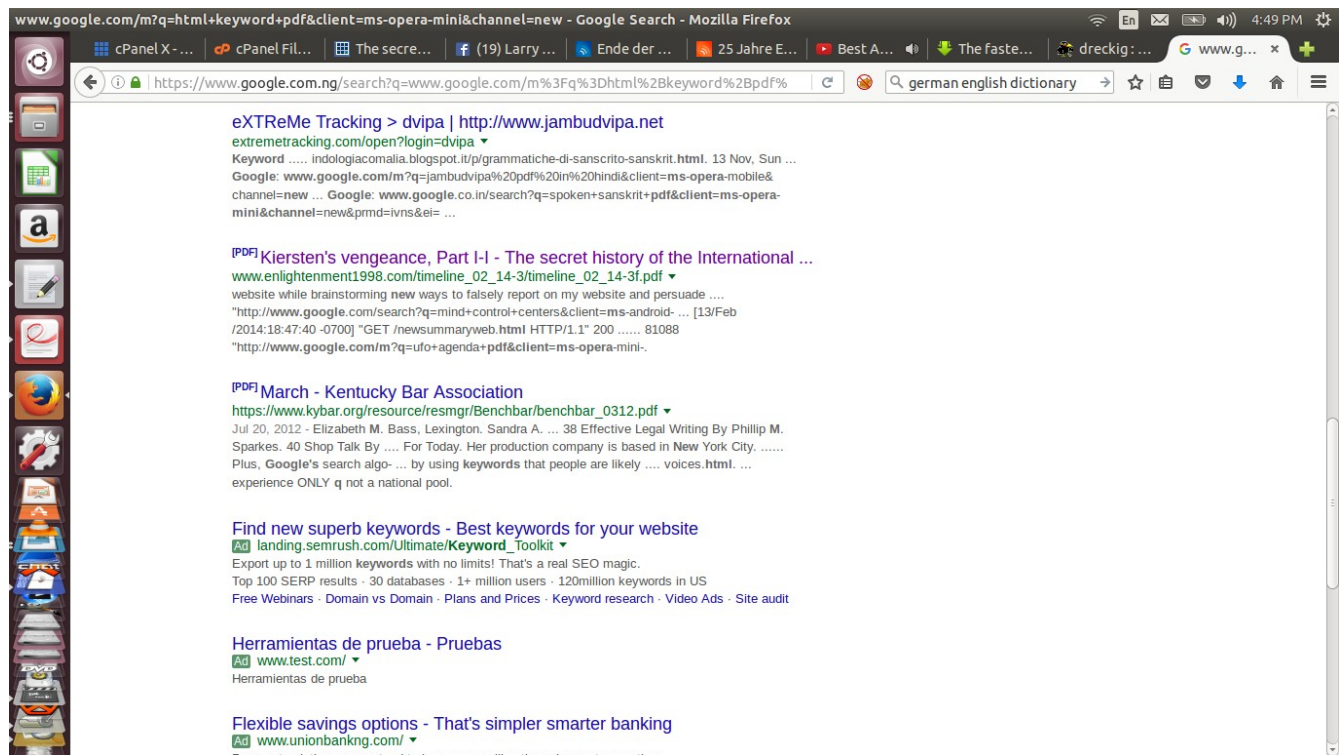 www.google.com/m?q=html+keyword+pdf&client=ms-opera-mini&channel=new - Google Search - Mozilla Firefox
En
4:49 PM
cPanel X - ...
cPanel Fil...
The secre...
(19) Larry ...
Ende der ...
25 Jahre E...
Best A...
The faste...
dreckig : ...
www.g...
https://www.google.com.ng/search?q=www.google.com/m%3Fq%3Dhtml%2Bkeyword%2Bpdf%
german english dictionary
eXTReMe Tracking > dvipa | http://www.jambudvipa.net
extremetracking.com/open?login=dvipa
Keyword ..... indologiacomalia.blogspot.it/p/grammatiche-di-sanscrito-sanskrit.html. 13 Nov, Sun ...
Google: www.google.com/m?q=jambudvipa%20pdf%20in%20hindi&client=ms-opera-mobile&
channel=new ... Google: www.google.co.in/search?q=spoken+sanskrit+pdf&client=ms-opera-
mini&channel=new&prmd=ivns&ei= ...
[PDF] Kiersten's vengeance, Part I-I - The secret history of the International ...
www.enlightenment1998.com/timeline_02_14-3/timeline_02_14-3f.pdf
website while brainstorming new ways to falsely report on my website and persuade ....
"http://www.google.com/search?q=mind+control+centers&client=ms-android- ... [13/Feb
/2014:18:47:40 -0700] "GET /newsummaryweb.html HTTP/1.1" 200 ...... 81088
"http://www.google.com/m?q=ufo+agenda+pdf&client=ms-opera-mini-.
[PDF] March - Kentucky Bar Association
https://www.kybar.org/resource/resmgr/Benchbar/benchbar_0312.pdf
Jul 20, 2012 - Elizabeth M. Bass, Lexington. Sandra A. ... 38 Effective Legal Writing By Phillip M.
Sparkes. 40 Shop Talk By .... For Today. Her production company is based in New York City. ......
Plus, Google's search algo- ... by using keywords that people are likely .... voices.html. ...
experience ONLY q not a national pool.
Find new superb keywords - Best keywords for your website
Ad landing.semrush.com/Ultimate/Keyword_Toolkit
Export up to 1 million keywords with no limits! That's a real SEO magic.
Top 100 SERP results · 30 databases · 1+ million users · 120million keywords in US
Free Webinars · Domain vs Domain · Plans and Prices · Keyword research · Video Ads · Site audit
Herramientas de prueba - Pruebas
Ad www.test.com/
Herramientas de prueba
Flexible savings options - That's simpler smarter banking
Ad www.unionbankng.com/